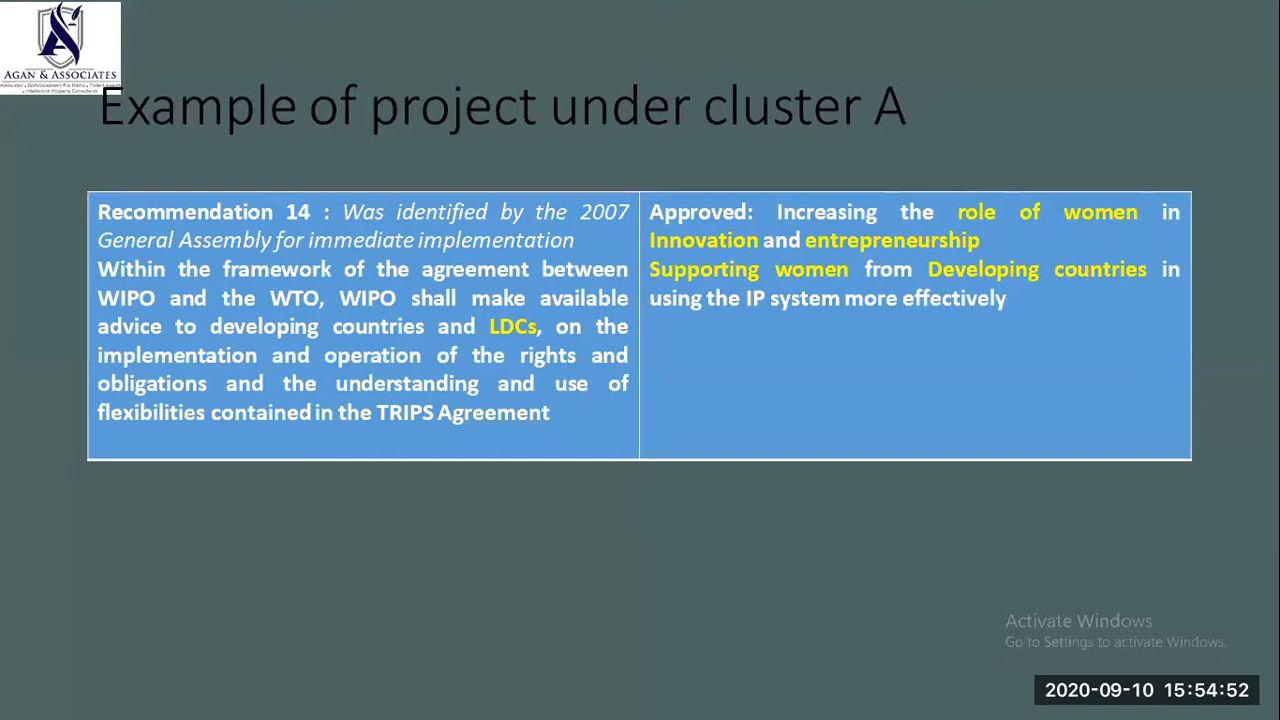 AGAN & ASSOCIATES
Example of project under cluster A
Recommendation 14 : Was identified by the 2007
General Assembly for immediate implementation
Within the framework of the agreement between
WIPO and the WTO, WIPO shall make available
advice to developing countries and LDCs, on the
implementation and operation of the rights and
obligations and the understanding and use of
flexibilities contained in the TRIPS Agreement
Approved: Increasing the role of women in
Innovation and entrepreneurship
Supporting women from Developing countries in
using the IP system more effectively
Activate Windows
Go to Settings to activate Windows.
2020-09-10 15:54:52